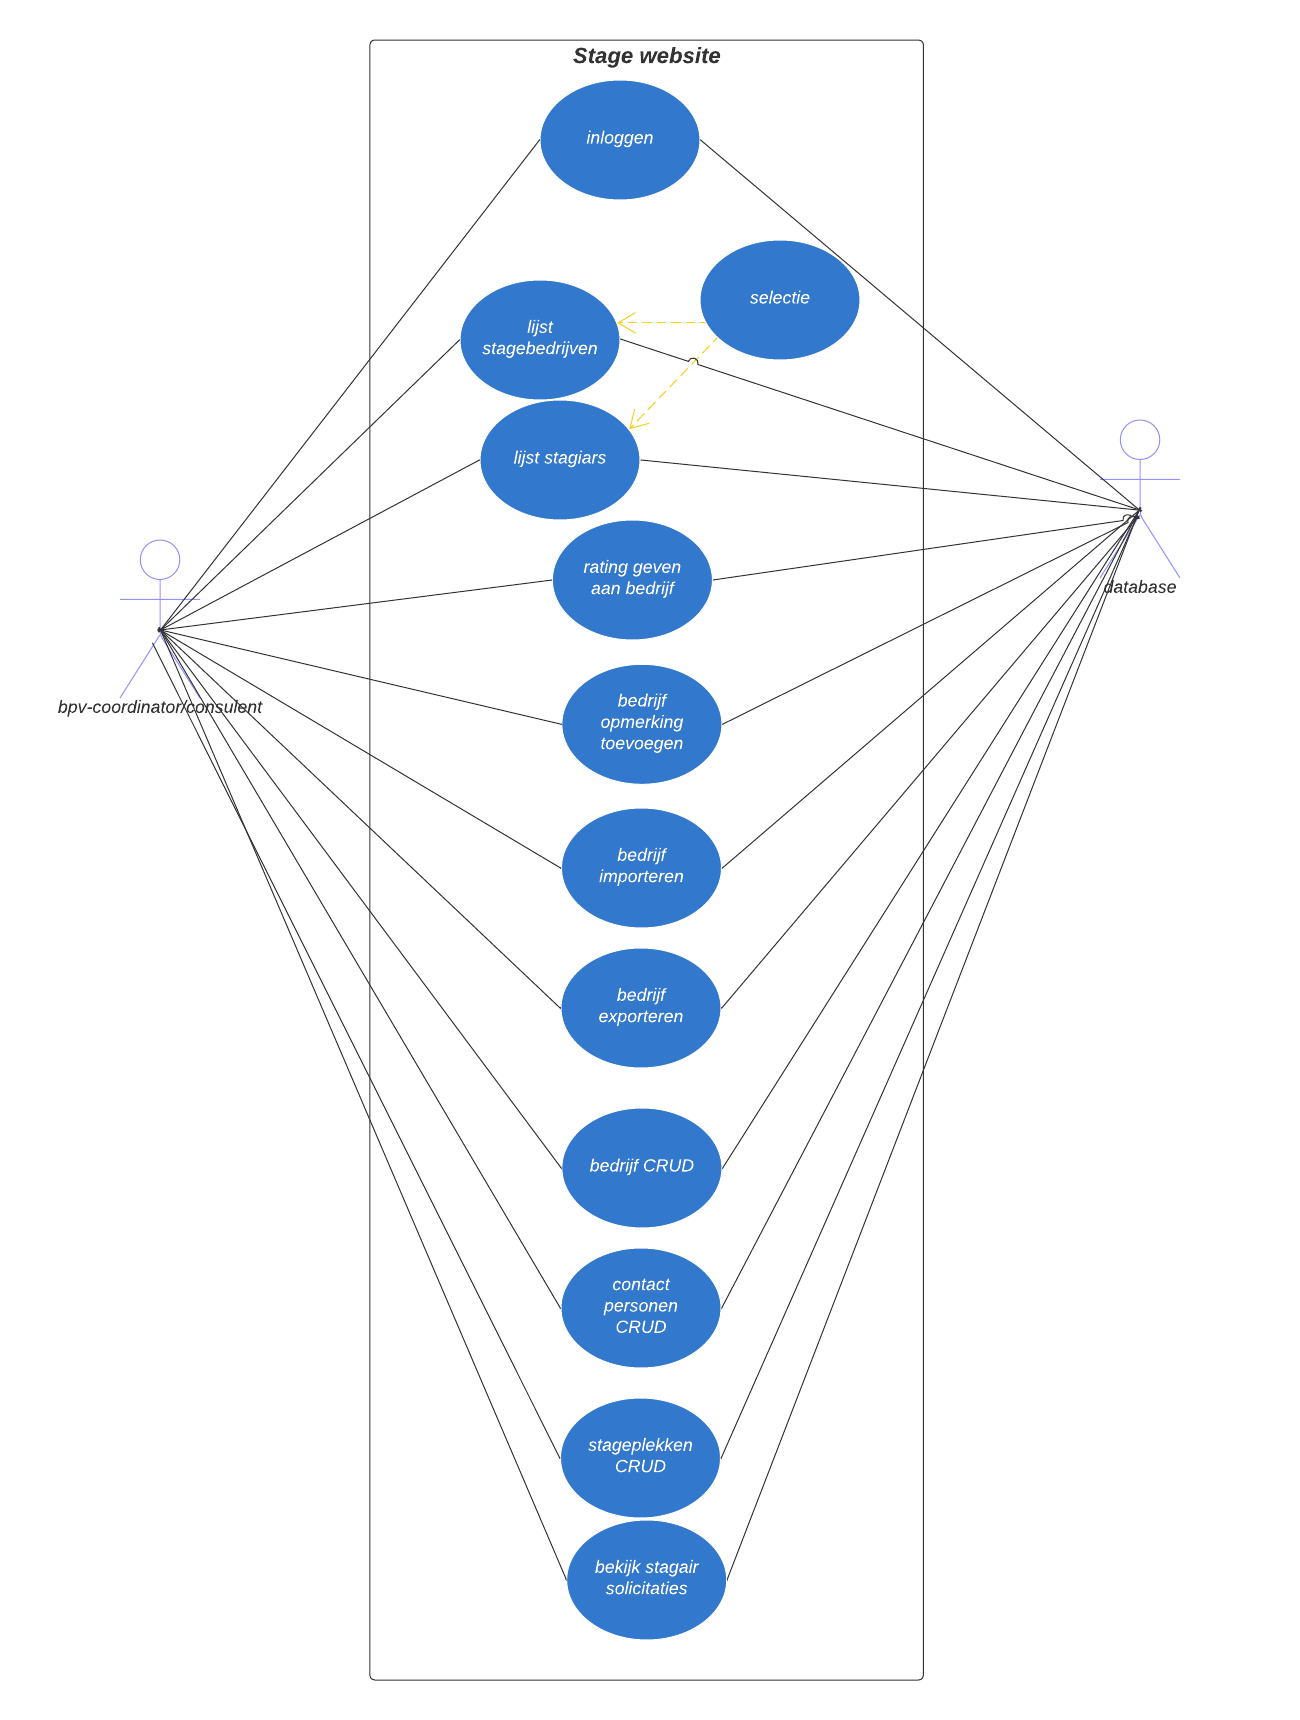 Stage website
inloggen
selectie
lijst
stagebedrijven
lijst stagiars
rating geven
aan bedrijf
database
bpv-coordinator/consulent
bedrijf
opmerking
toevoegen
bedrijf
importeren
bedrijf
exporteren
bedrijf CRUD
contact
personen
CRUD
stageplekken
CRUD
bekijk stagair
solicitaties